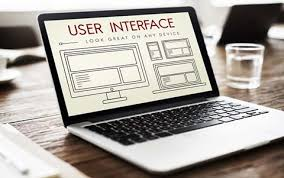 USER INTERFACE
LOOK GREAT ON ANY DEVICE